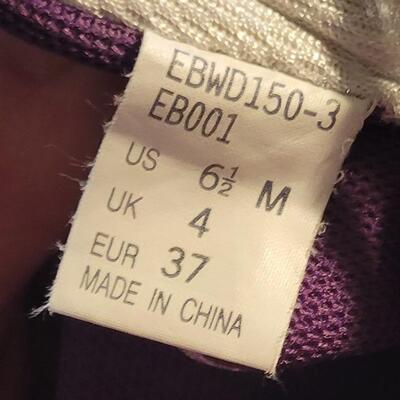 EBWD150-3
EB001
US 6½ M
UK 4
EUR 37
MADE IN CHINA